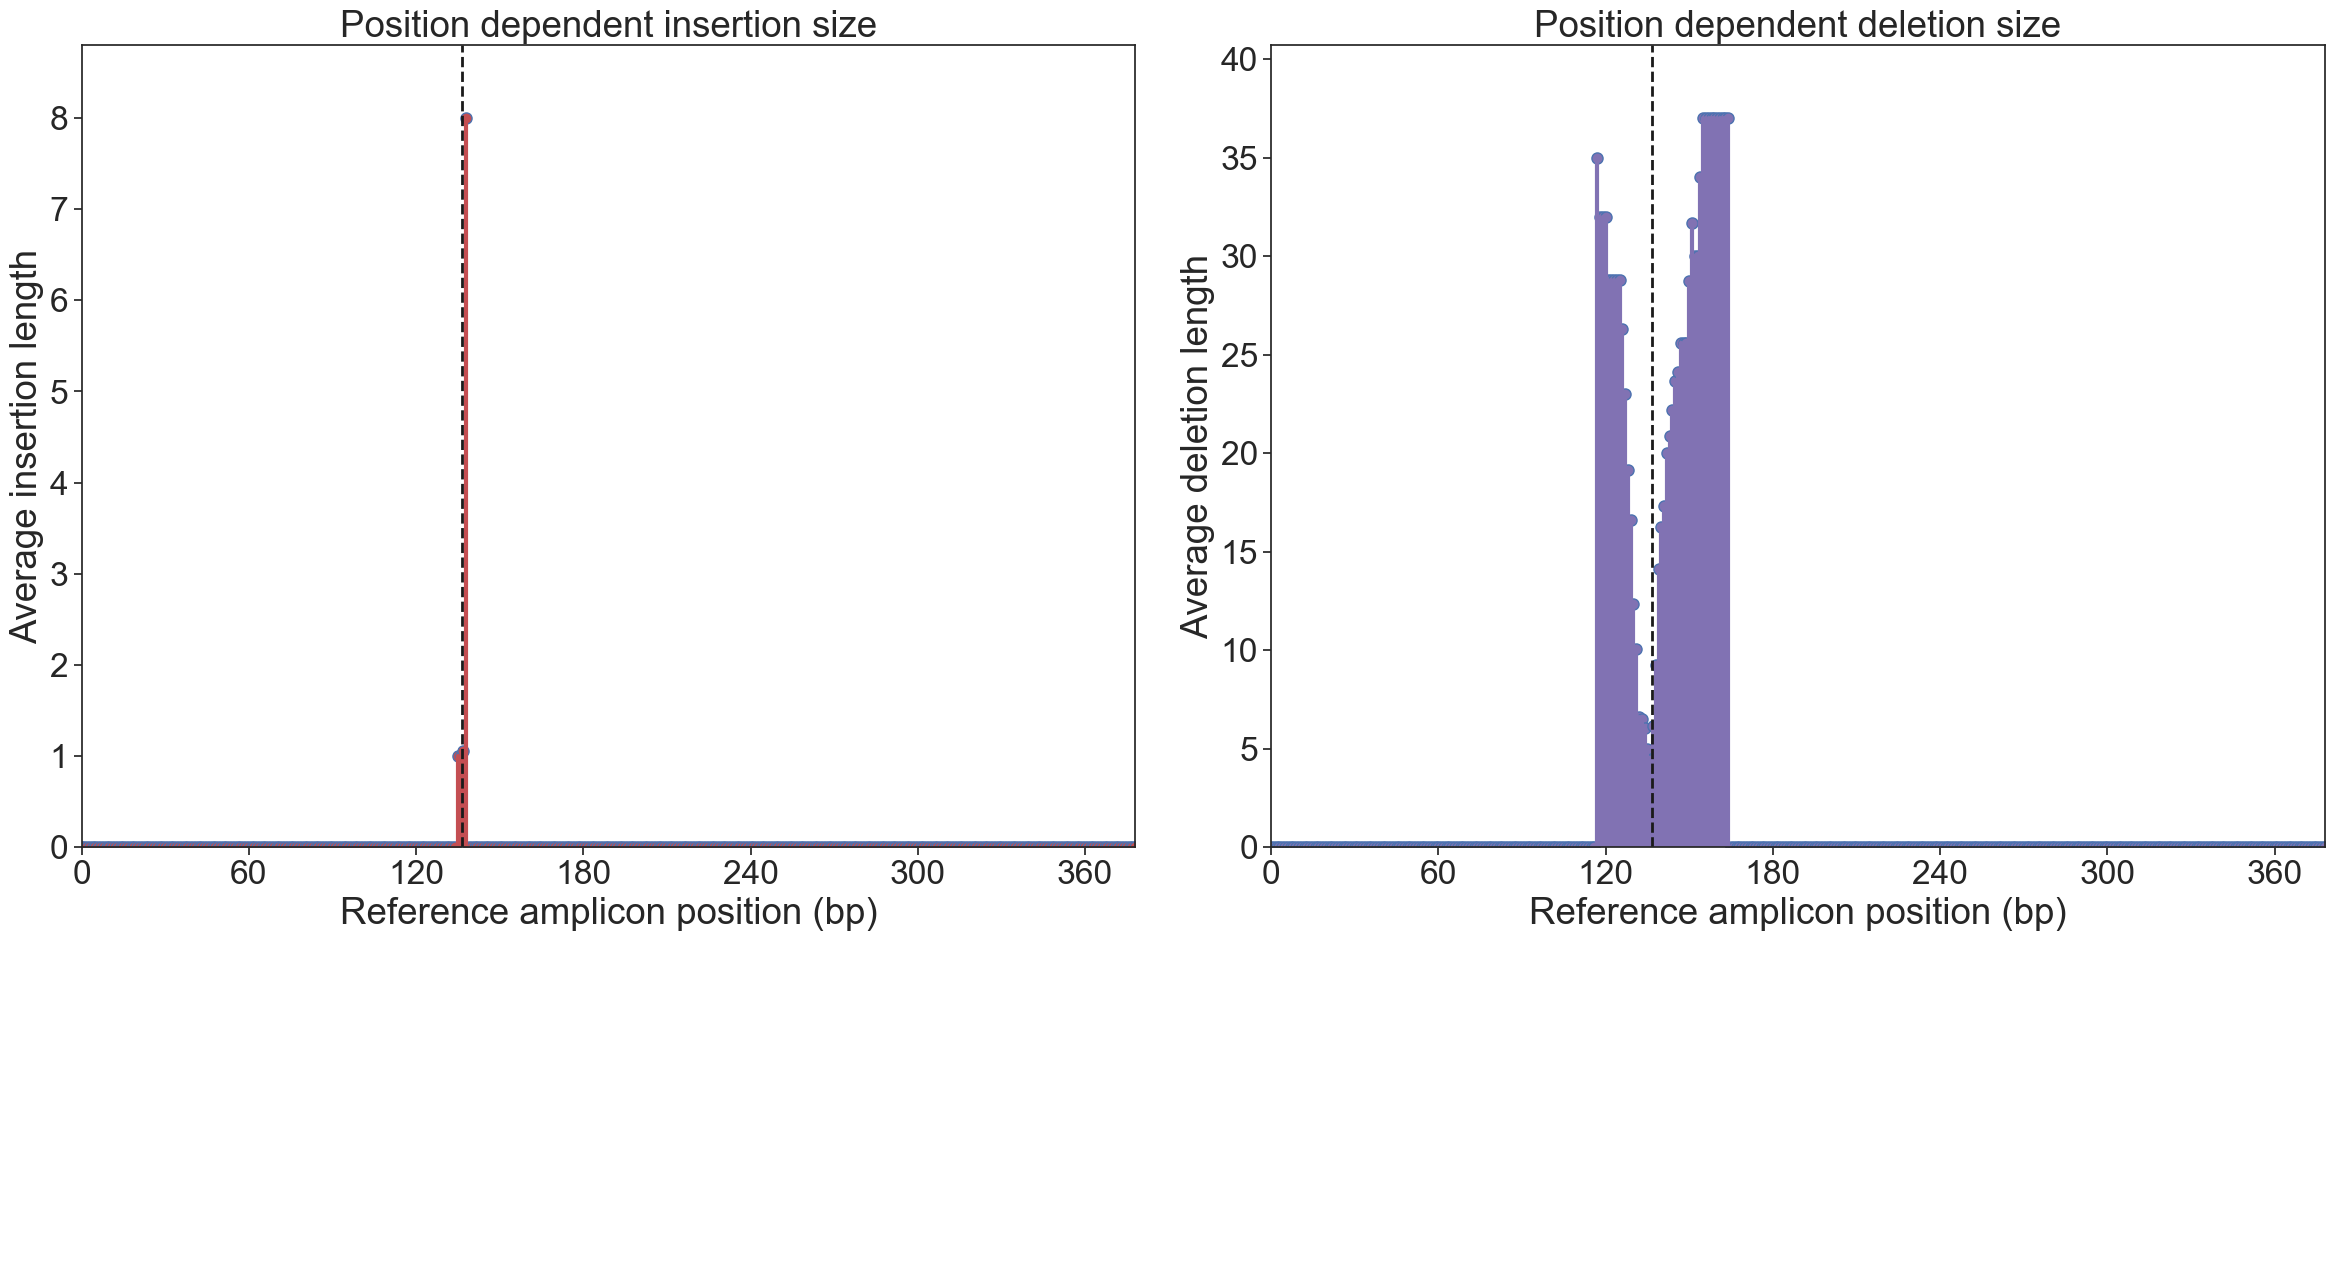 Position dependent insertion size
Average insertion length
8
7
6
5
4
3
2
1
0
0 60 120 180 240 300 360
Reference amplicon position (bp)
Position dependent deletion size
Average deletion length
40
35
30
25
20
15
10
5
0
0 60 120 180 240 300 360
Reference amplicon position (bp)